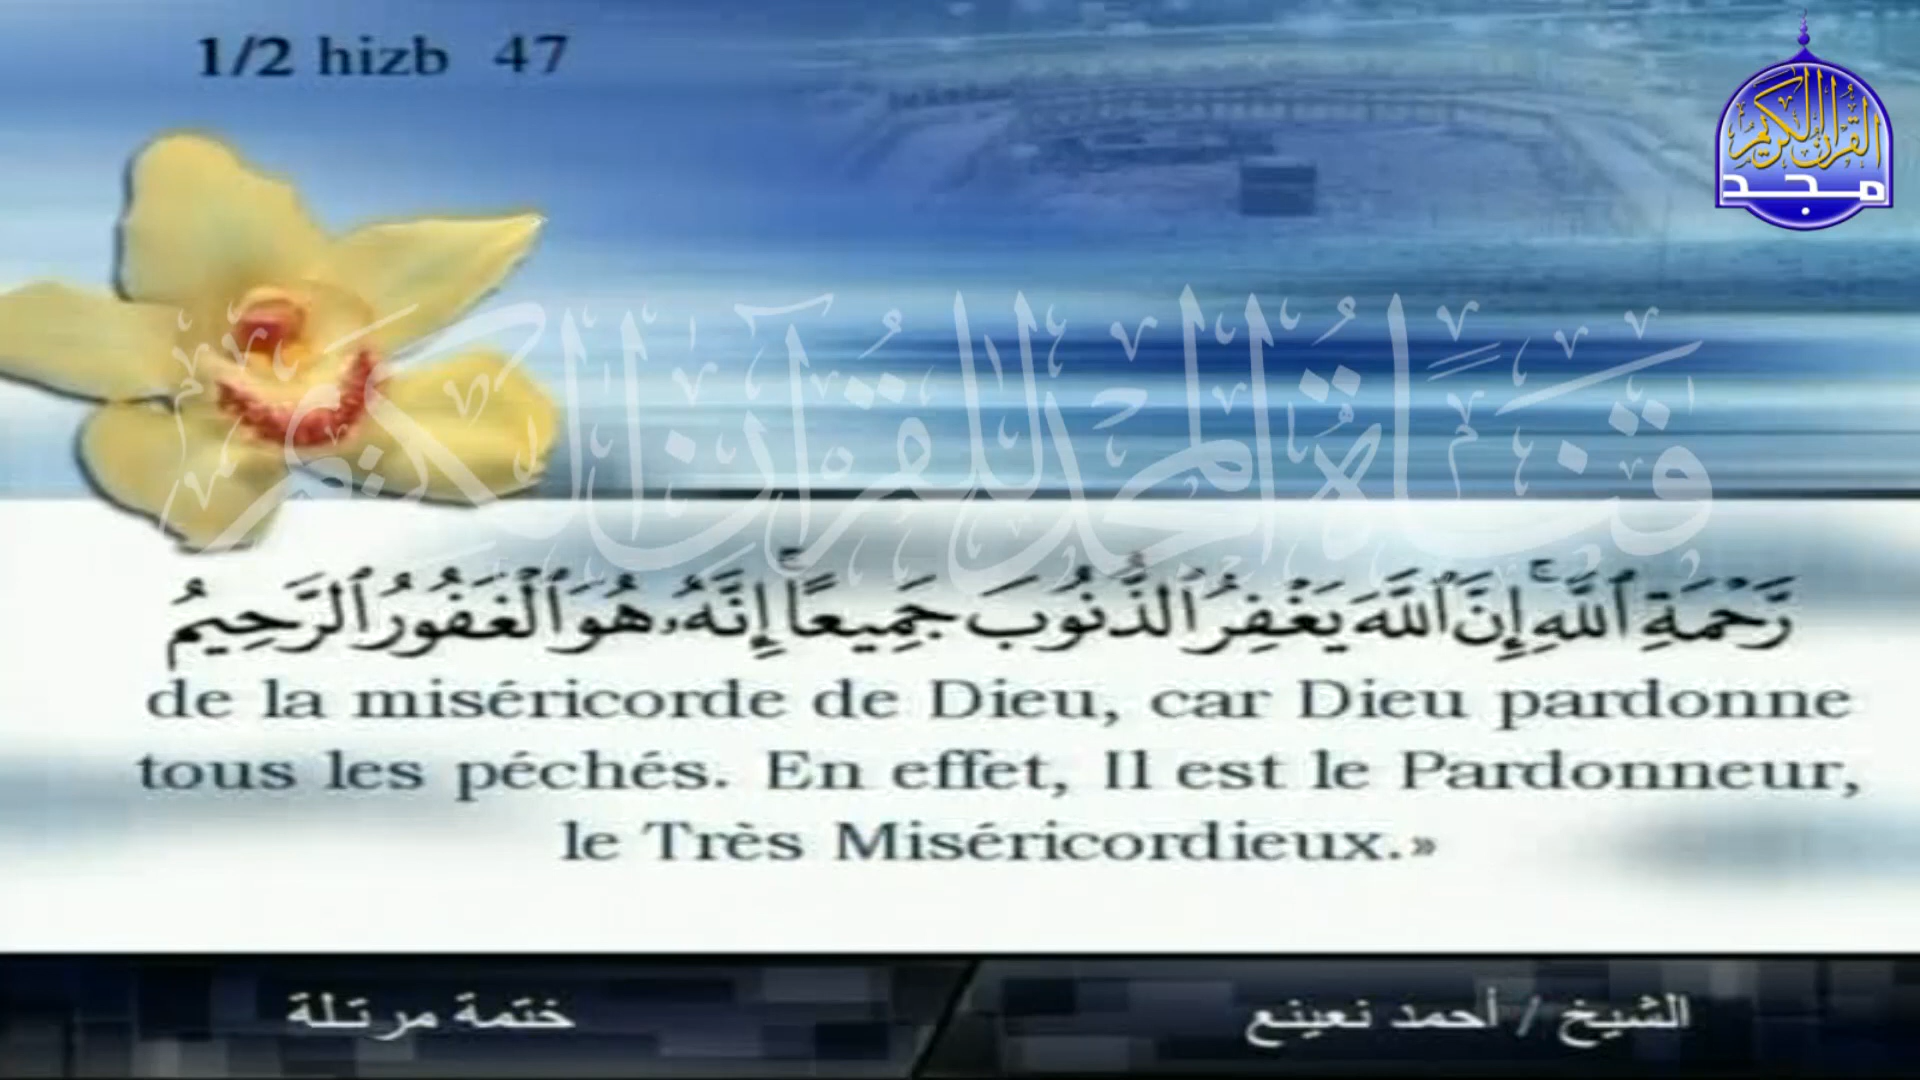 1/2 hizb 47
القرآن الكريم
مجد
قناة المجد للقرآن الكريم
رَّحْمَةِ ٱللَّهِ ۚ إِنَّ ٱللَّهَ يَغْفِرُ ٱلذُّنُوبَ جَمِيعًا ۚ إِنَّهُۥ هُوَ ٱلْغَفُورُ ٱلرَّحِيمُ
de la miséricorde de Dieu, car Dieu pardonne
tous les péchés. En effet, Il est le Pardonneur,
le Très Miséricordieux.»
الشيخ / أحمد نعينع
ختمة مرتلة